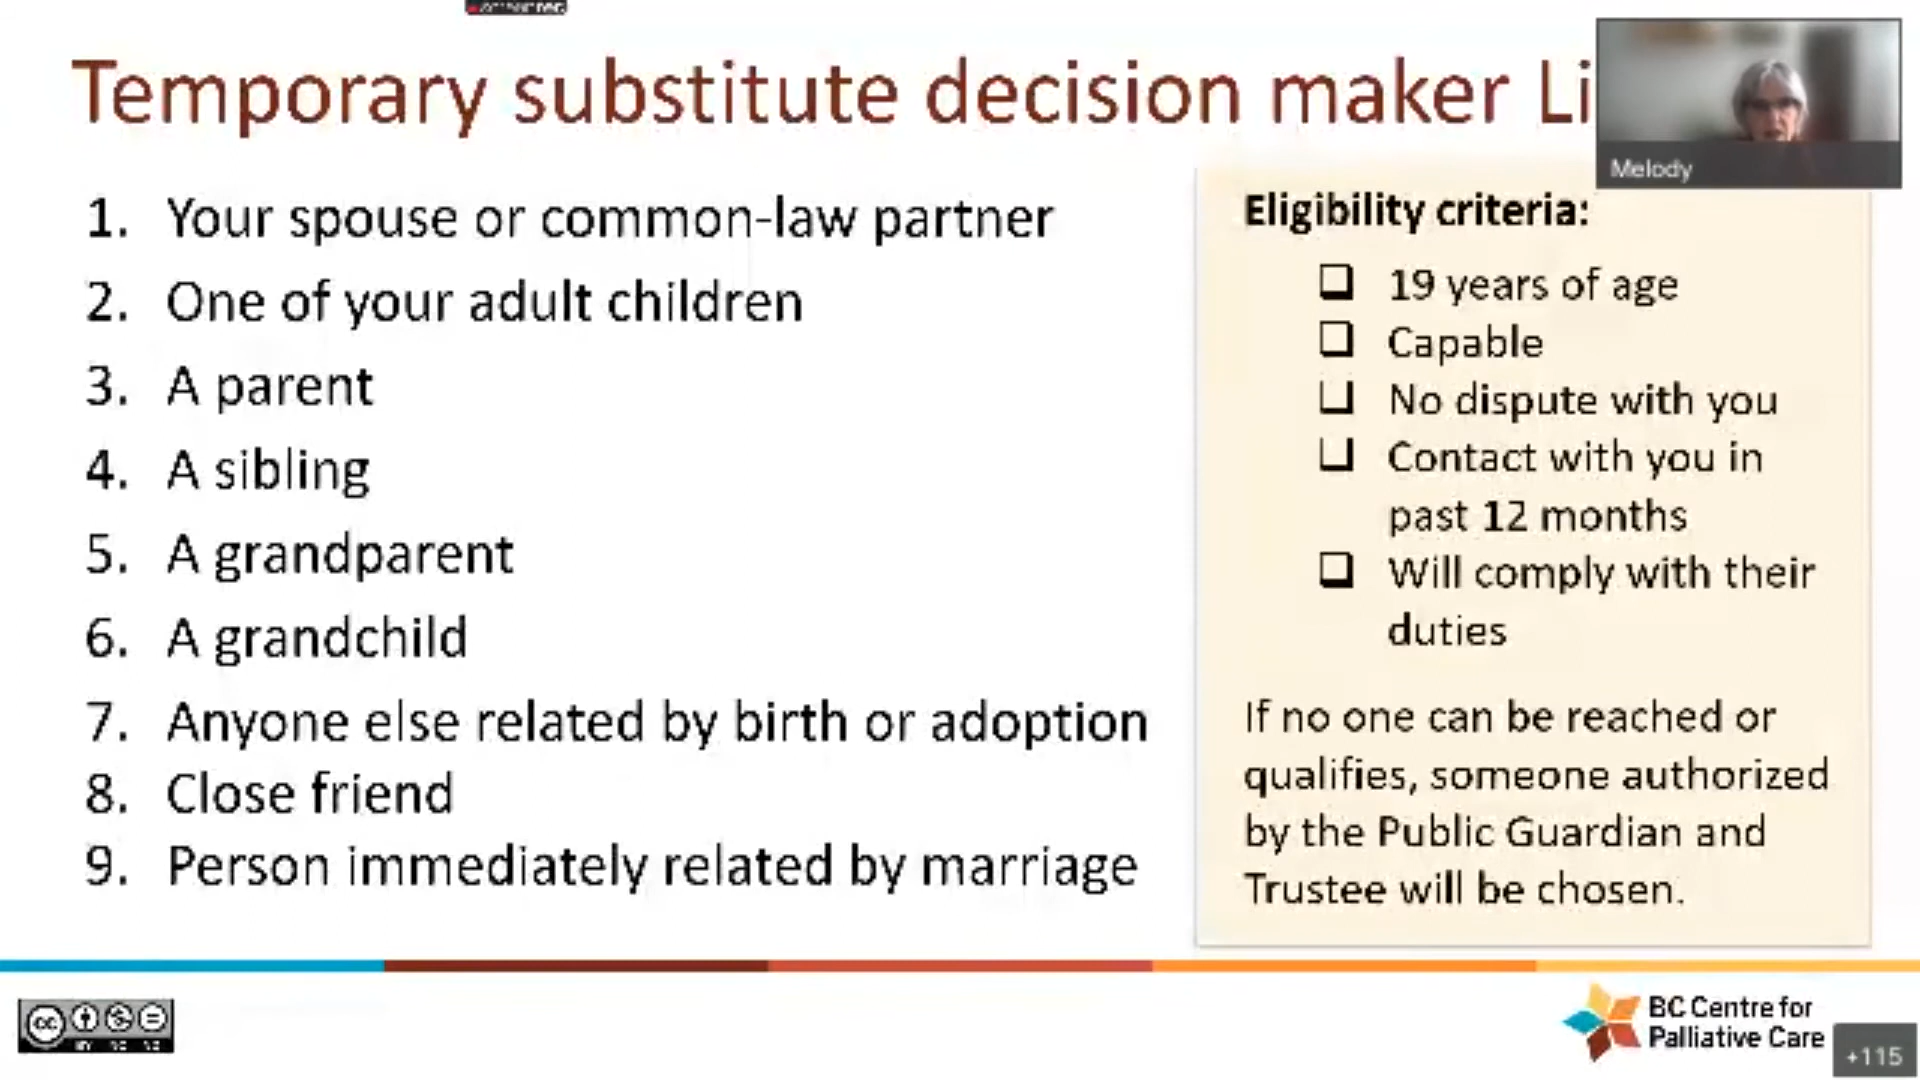 Temporary substitute decision maker Li
Melody
1. Your spouse or common-law partner
2. One of your adult children
3. A parent
4. A sibling
5. A grandparent
6. A grandchild
7. Anyone else related by birth or adoption
8. Close friend
9. Person immediately related by marriage
Eligibility criteria:
❑ 19 years of age
❑ Capable
❑ No dispute with you
❑ Contact with you in
past 12 months
❑ Will comply with their
duties
If no one can be reached or
qualifies, someone authorized
by the Public Guardian and
Trustee will be chosen.
cc
BY NC
BC Centre for
Palliative Care
+115